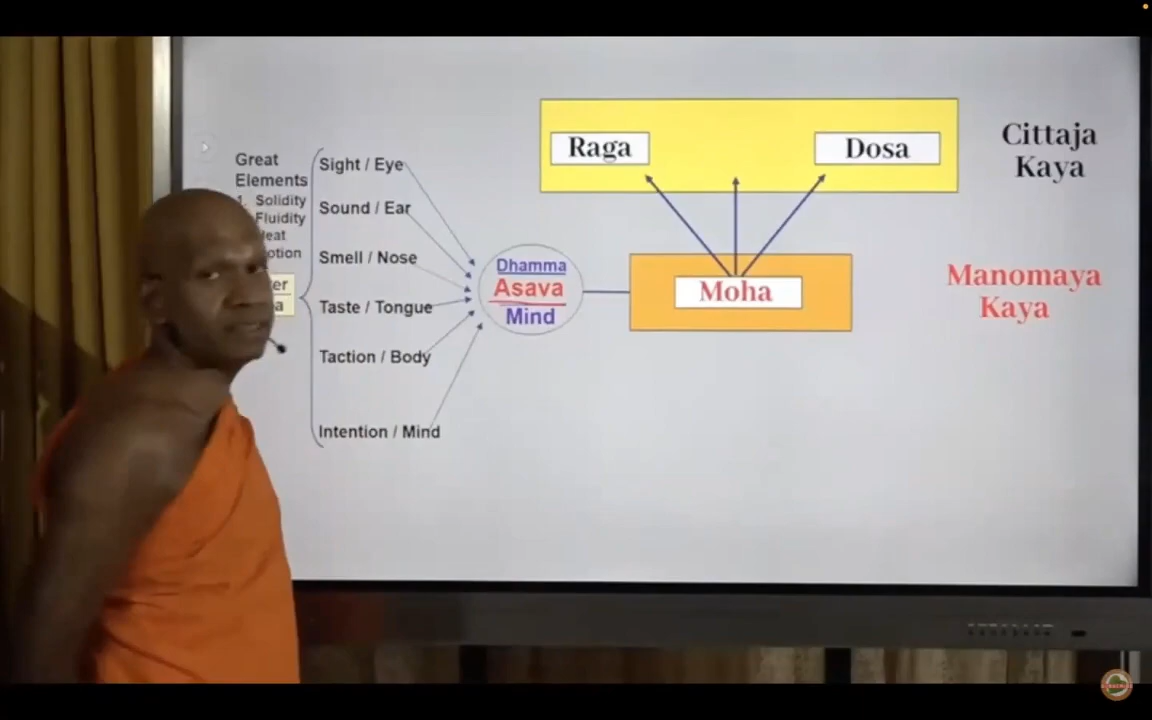 Great
Elements
Solidity
Fluidity
Sight / Eye
Sound / Ear
Smell / Nose
Taste / Tongue
Taction / Body
Intention / Mind
Dhamma
Asava
Mind
Raga
Dosa
Moha
Cittaja
Kaya
Manomaya
Kaya